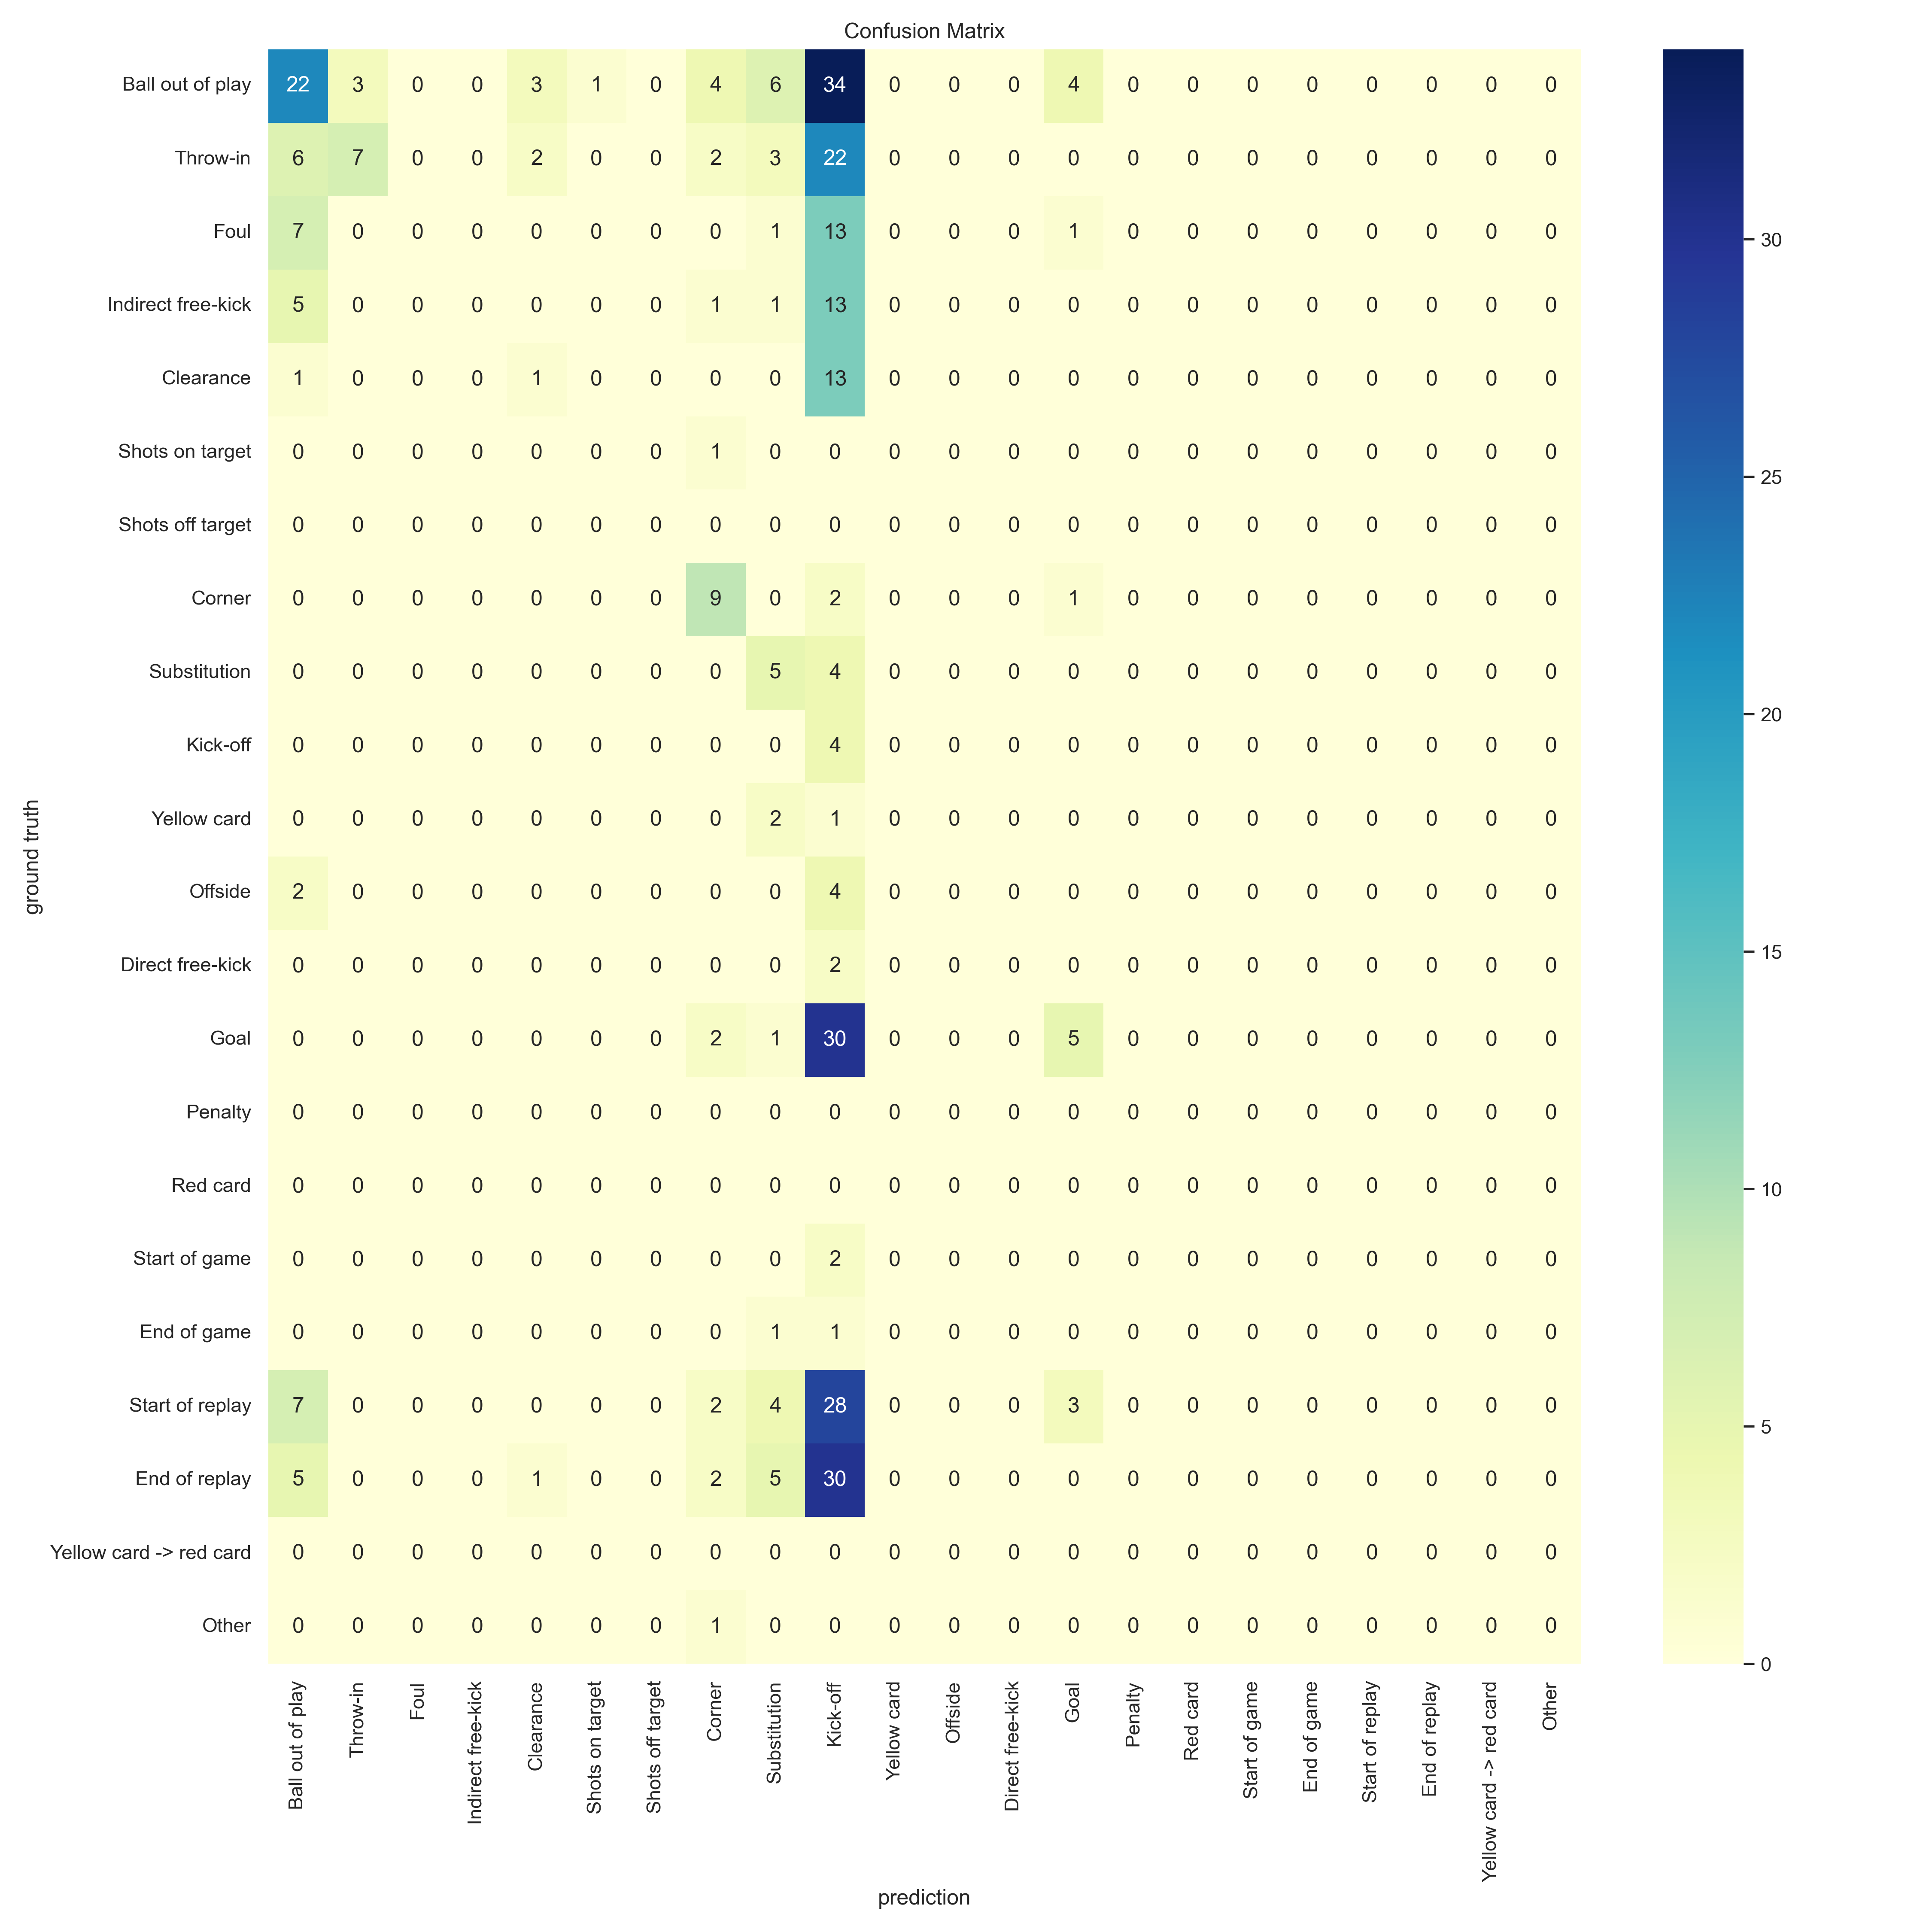 Confusion Matrix
Ball out of play 22 3 0 0 3 1 0 4 6 34 0 0 0 4 0 0 0 0 0 0 0 0
Throw-in 6 7 0 0 2 0 0 2 3 22 0 0 0 0 0 0 0 0 0 0 0 0
Foul 7 0 0 0 0 0 0 0 1 13 0 0 0 1 0 0 0 0 0 0 0 0
Indirect free-kick 5 0 0 0 0 0 0 1 1 13 0 0 0 0 0 0 0 0 0 0 0 0
Clearance 1 0 0 0 1 0 0 0 0 13 0 0 0 0 0 0 0 0 0 0 0 0
Shots on target 0 0 0 0 0 0 0 1 0 0 0 0 0 0 0 0 0 0 0 0 0 0
Shots off target 0 0 0 0 0 0 0 0 0 0 0 0 0 0 0 0 0 0 0 0 0 0
Corner 0 0 0 0 0 0 0 9 0 2 0 0 0 1 0 0 0 0 0 0 0 0
Substitution 0 0 0 0 0 0 0 0 5 4 0 0 0 0 0 0 0 0 0 0 0 0
Kick-off 0 0 0 0 0 0 0 0 0 4 0 0 0 0 0 0 0 0 0 0 0 0
Yellow card 0 0 0 0 0 0 0 0 2 1 0 0 0 0 0 0 0 0 0 0 0 0
Offside 2 0 0 0 0 0 0 0 0 4 0 0 0 0 0 0 0 0 0 0 0 0
Direct free-kick 0 0 0 0 0 0 0 0 0 2 0 0 0 0 0 0 0 0 0 0 0 0
Goal 0 0 0 0 0 0 0 2 1 30 0 0 0 5 0 0 0 0 0 0 0 0
Penalty 0 0 0 0 0 0 0 0 0 0 0 0 0 0 0 0 0 0 0 0 0 0
Red card 0 0 0 0 0 0 0 0 0 0 0 0 0 0 0 0 0 0 0 0 0 0
Start of game 0 0 0 0 0 0 0 0 0 2 0 0 0 0 0 0 0 0 0 0 0 0
End of game 0 0 0 0 0 0 0 0 1 1 0 0 0 0 0 0 0 0 0 0 0 0
Start of replay 7 0 0 0 0 0 0 2 4 28 0 0 0 3 0 0 0 0 0 0 0 0
End of replay 5 0 0 0 1 0 0 2 5 30 0 0 0 0 0 0 0 0 0 0 0 0
Yellow card -> red card 0 0 0 0 0 0 0 0 0 0 0 0 0 0 0 0 0 0 0 0 0 0
Other 0 0 0 0 0 0 0 1 0 0 0 0 0 0 0 0 0 0 0 0 0 0
ground truth
Ball out of play
Throw-in
Foul
Indirect free-kick
Clearance
Shots on target
Shots off target
Corner
Substitution
Kick-off
Yellow card
Offside
Direct free-kick
Goal
Penalty
Red card
Start of game
End of game
Start of replay
End of replay
Yellow card -> red card
Other
prediction
30
25
20
15
10
5
0